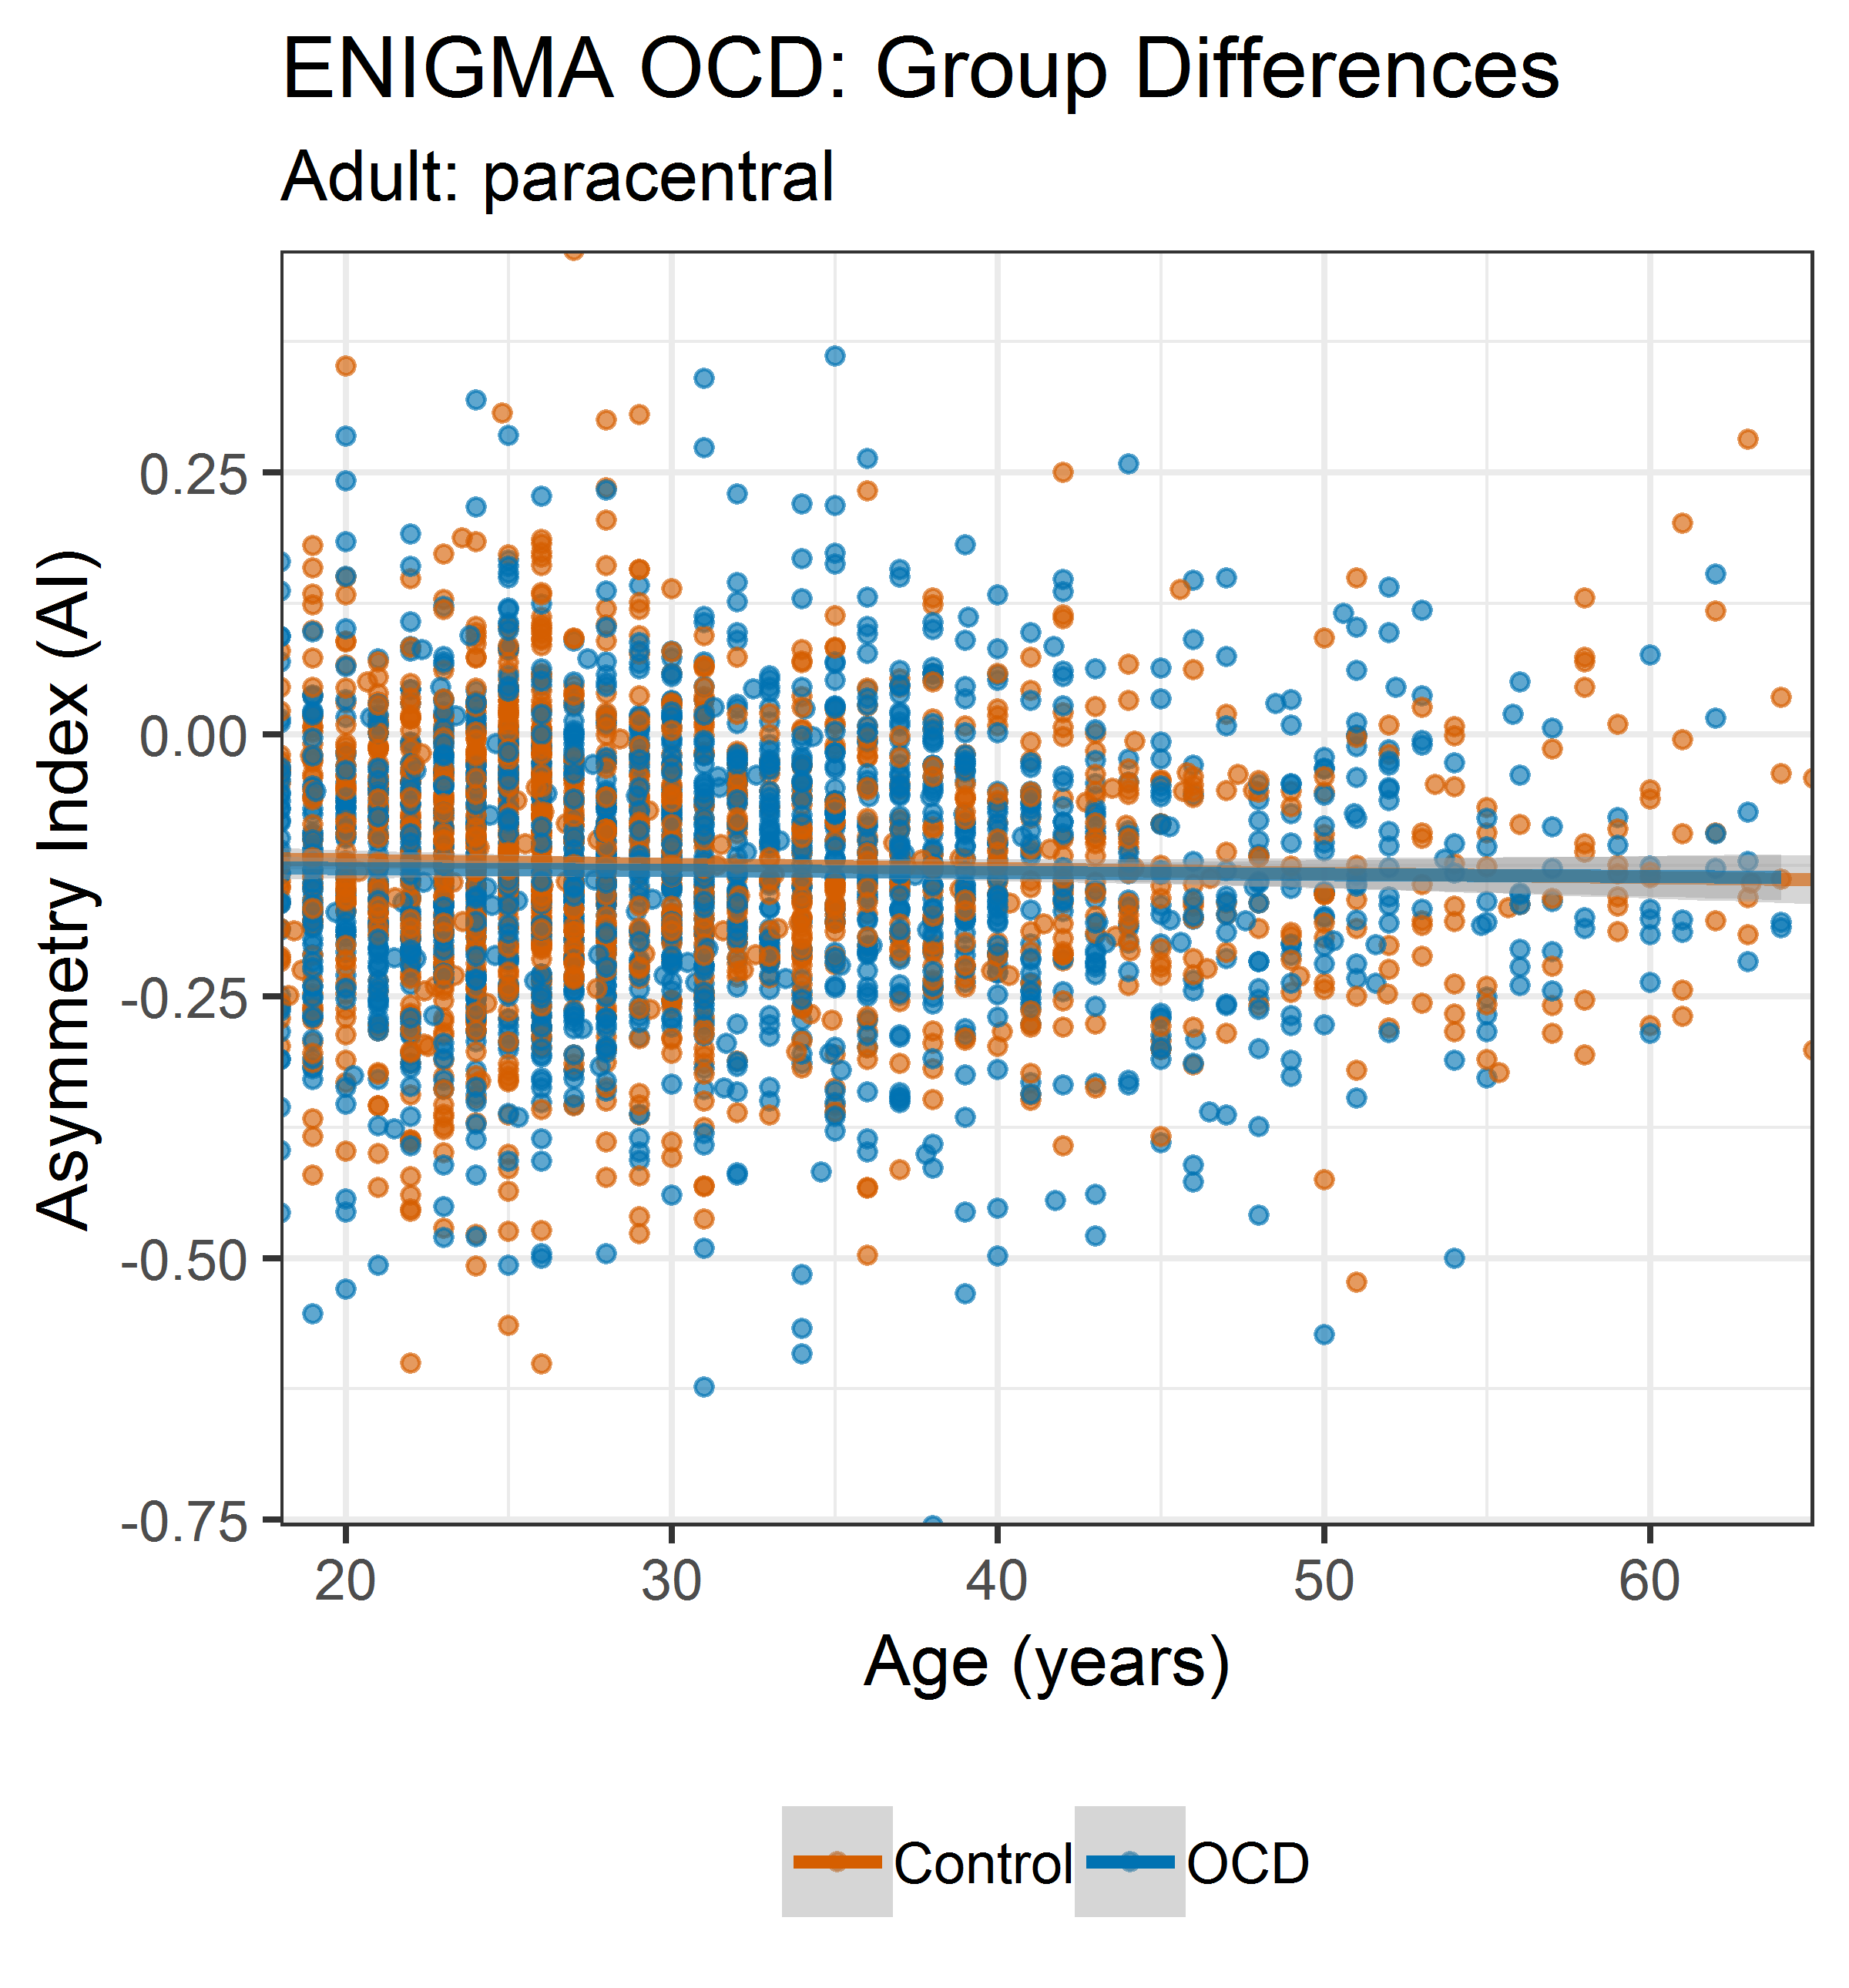 ENIGMA OCD: Group Differences
Adult: paracentral
Asymmetry Index (AI)
0.25
0.00
-0.25
-0.50
-0.75
20 30 40 50 60
Age (years)
Control OCD